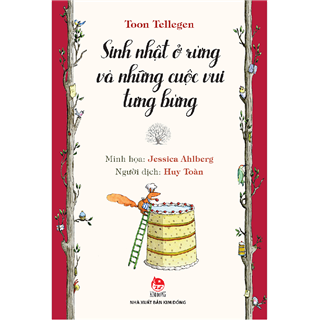 Toon Tellegen
Sinh nhật ở rừng
và những cuộc vui
tưng bừng
Minh họa: Jessica Ahlberg
Người dịch: Huy Toàn
KIM ĐỒNG
NHÀ XUẤT BẢN KIM ĐỒNG